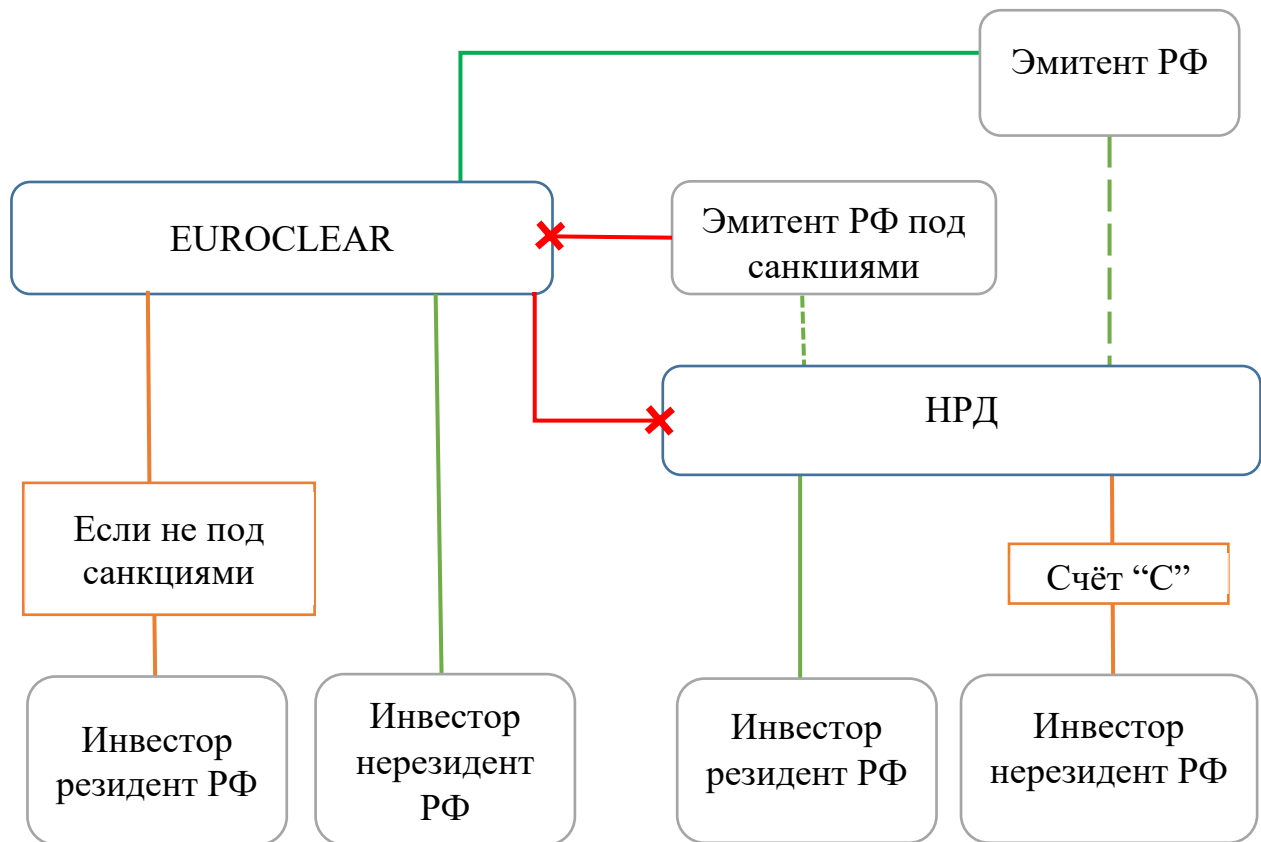 Эмитент РФ
EUROCLEAR
Эмитент РФ под
санкциями
НРД
Если не под
санкциями
Счёт “С”
Инвестор
резидент РФ
Инвестор
нерезидент
РФ
Инвестор
резидент РФ
Инвестор
нерезидент РФ